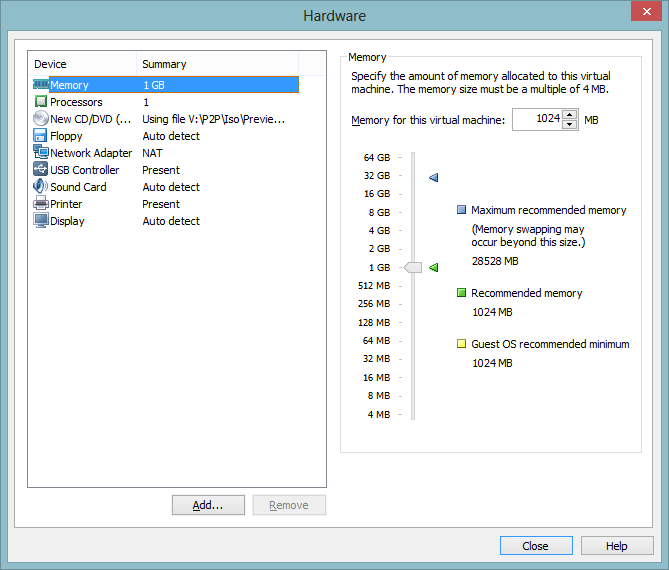 Hardware
Device Summary
Memory 1 GB
Processors 1
New CD/DVD (... Using file V:\P2P\Iso\Previe...
Floppy Auto detect
Network Adapter NAT
USB Controller Present
Sound Card Auto detect
Printer Present
Display Auto detect
Add...
Remove
Memory
Specify the amount of memory allocated to this virtual
machine. The memory size must be a multiple of 4 MB.
Memory for this virtual machine: 1024 MB
64 GB
32 GB
16 GB
8 GB
4 GB
2 GB
1 GB
512 MB
256 MB
128 MB
64 MB
32 MB
16 MB
8 MB
4 MB
Maximum recommended memory
(Memory swapping may
occur beyond this size.)
28528 MB
Recommended memory
1024 MB
Guest OS recommended minimum
1024 MB
Close
Help